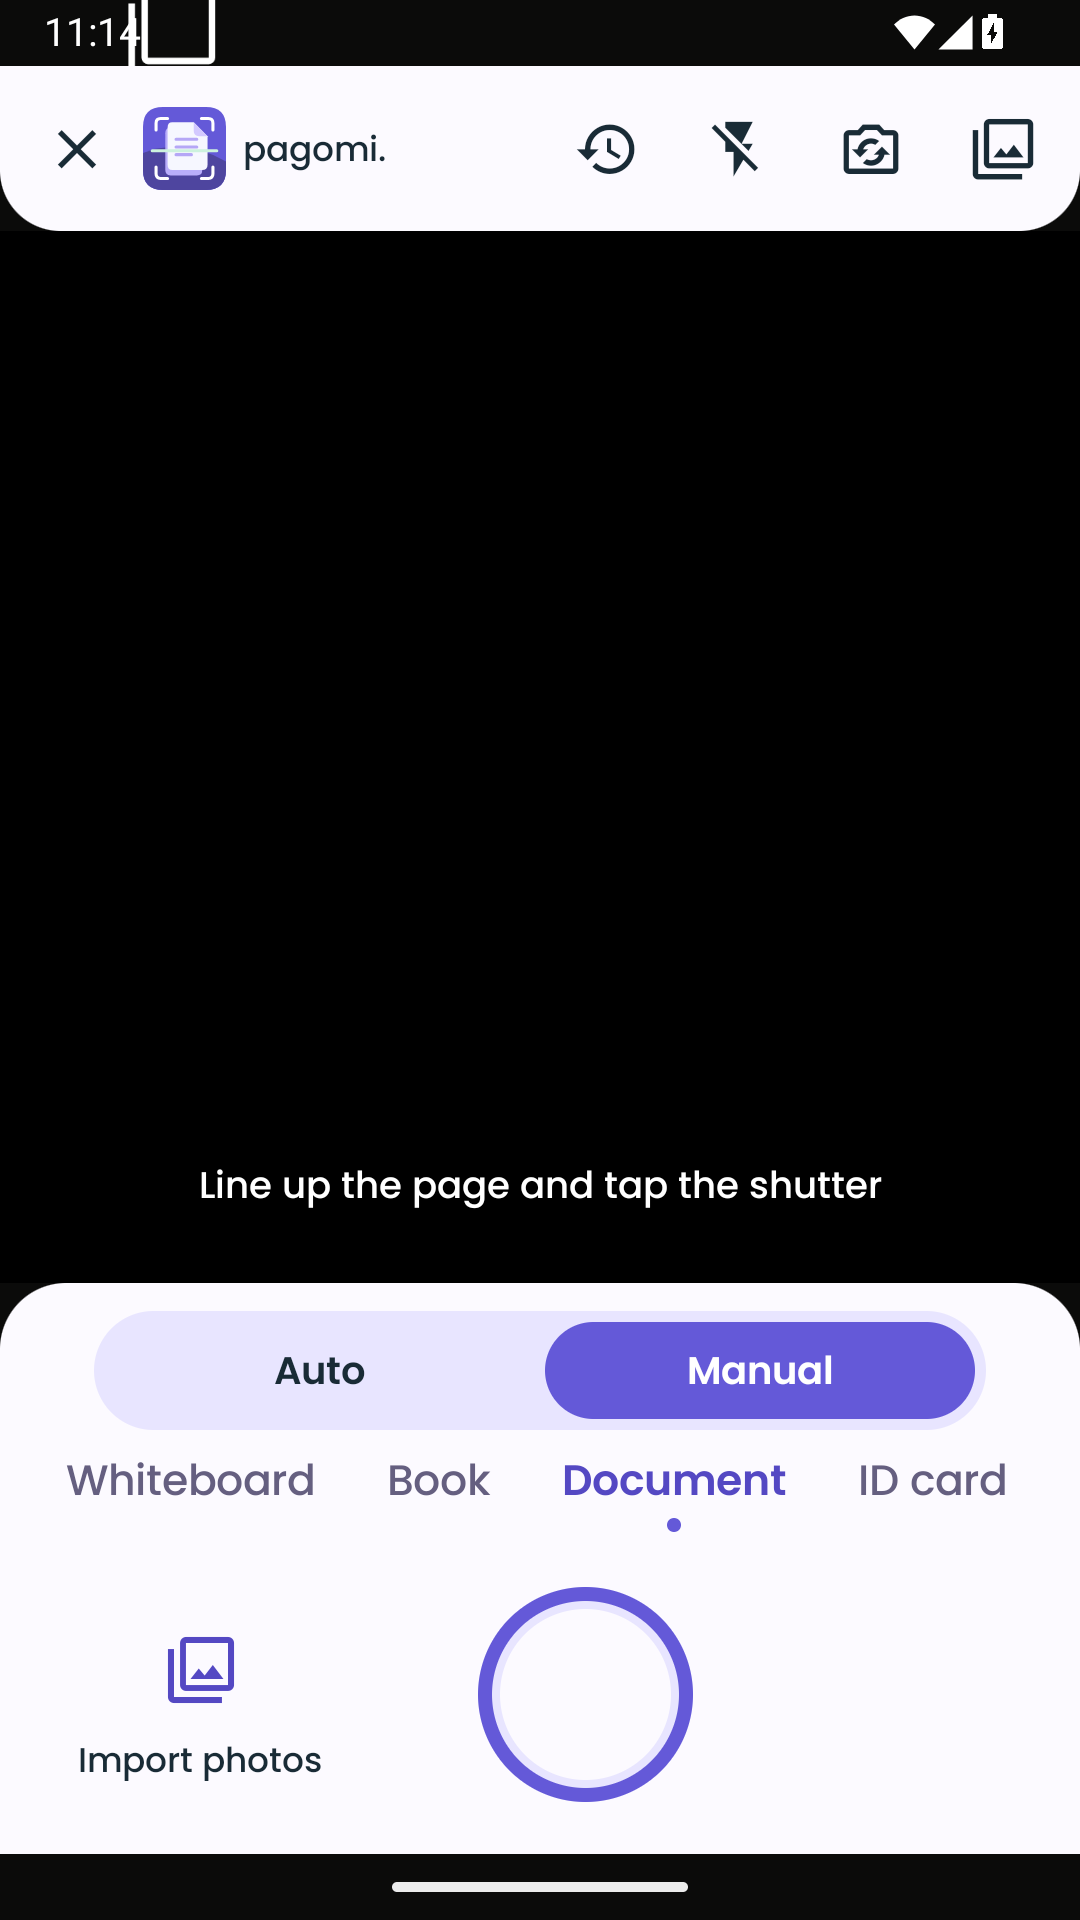 11:14
pagomi.
Line up the page and tap the shutter
Auto Manual
Whiteboard Book Document ID card
Import photos